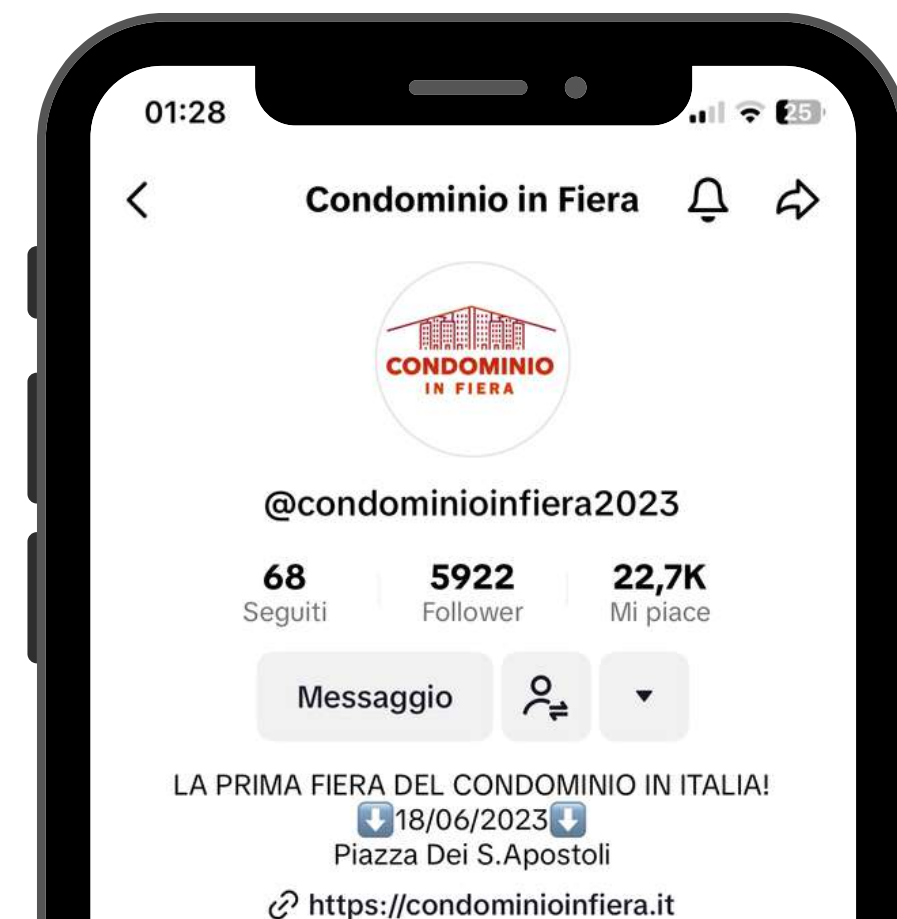 01:28
25
Condominio in Fiera
CONDOMINIO
IN FIERA
@condominioinfiera2023
68 5922 22,7K
Seguiti Follower Mi piace
Messaggio
LA PRIMA FIERA DEL CONDOMINIO IN ITALIA!
⬇️18/06/2023⬇️
Piazza Dei S.Apostoli
https://condominioinfiera.it